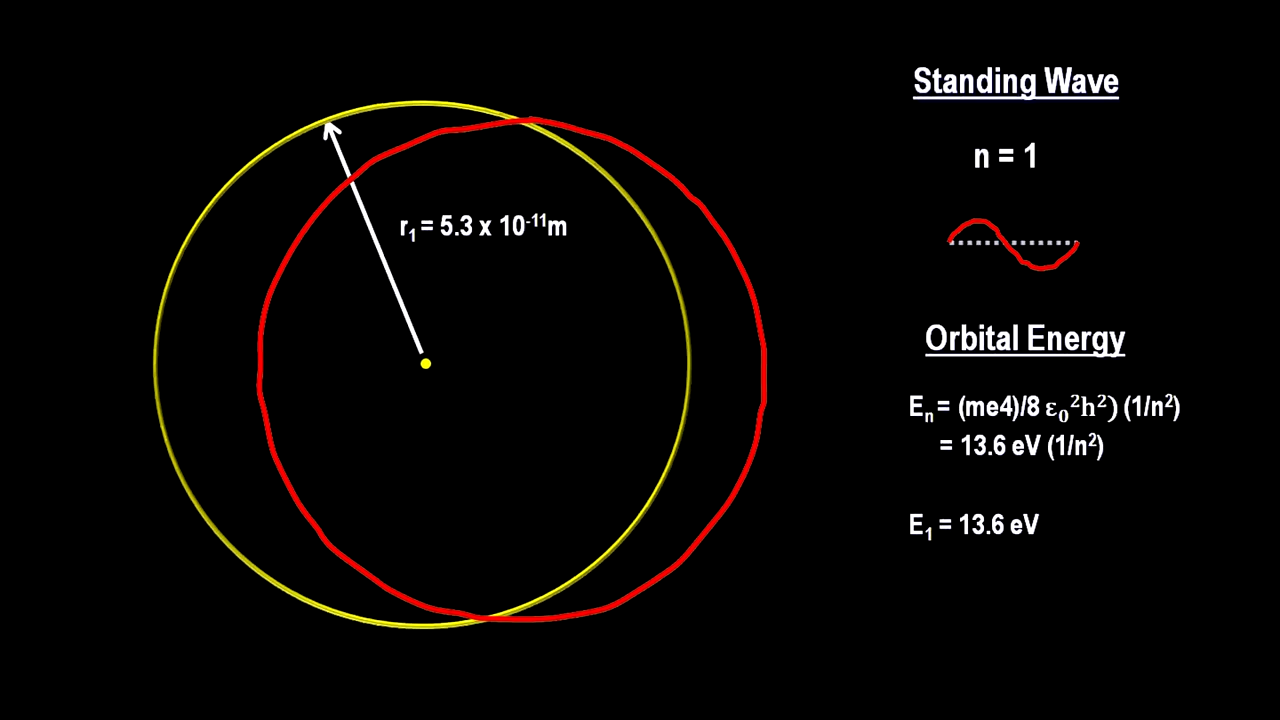 Standing Wave
n = 1
r₁ = 5.3 x 10⁻¹¹m
Orbital Energy
Eₙ = (me4)/8 ε₀²h²) (1/n²)
= 13.6 eV (1/n²)
E₁ = 13.6 eV